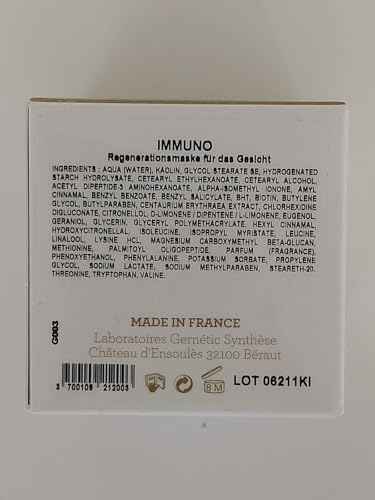 IMMUNO
Regenerationsmaske für das Gesicht
INGREDIENTS : AQUA (WATER), KAOLIN, GLYCOL STEARATE SE, HYDROGENATED
STARCH HYDROLYSATE, CETEARYL ETHYLHEXANOATE, CETEARYL ALCOHOL,
ACETYL DIPEPTIDE-3 AMINOHEXANOATE, ALPHA-ISOMETHYL IONONE, AMYL
CINNAMAL, BENZYL BENZOATE, BENZYL SALICYLATE, BHT, BIOTIN, BUTYLENE
GLYCOL, BUTYLPARABEN, CENTAURIUM ERYTHRAEA EXTRACT, CHLORHEXIDINE
DIGLUCONATE, CITRONELLOL, D-LIMONENE / DIPENTENE / L-LIMONENE, EUGENOL,
GERANIOL, GLYCERIN, GLYCERYL POLYMETHACRYLATE, HEXYL CINNAMAL,
HYDROXYCITRONELLAL, ISOLEUCINE, ISOPROPYL MYRISTATE, LEUCINE,
LINALOOL, LYSINE HCL, MAGNESIUM CARBOXYMETHYL BETA-GLUCAN,
METHIONINE, PALMITOYL OLIGOPEPTIDE, PARFUM (FRAGRANCE),
PHENOXYETHANOL, PHENYLALANINE, POTASSIUM SORBATE, PROPYLENE
GLYCOL, SODIUM LACTATE, SODIUM METHYLPARABEN, STEARETH-20,
THREONINE, TRYPTOPHAN, VALINE.
G003
MADE IN FRANCE
Laboratoires Gernétic Synthèse
Château d'Ensoulès 32100 Béraut
3 700108 212003
8 M
LOT 06211KI